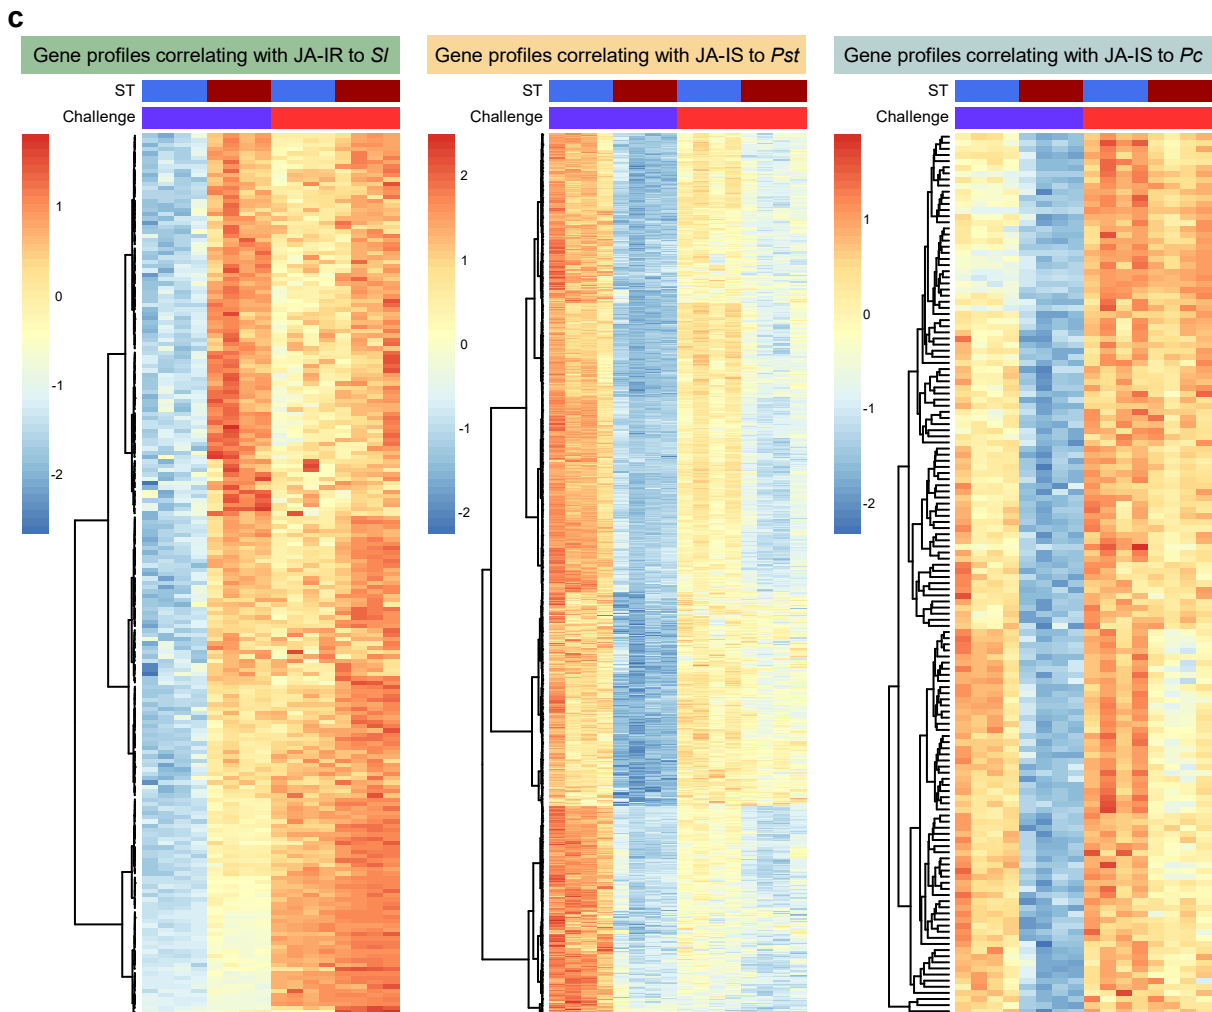 c
Gene profiles correlating with JA-IR to Sl
Gene profiles correlating with JA-IS to Pst
Gene profiles correlating with JA-IS to Pc
ST
Challenge
1
0
-1
-2
ST
Challenge
2
1
0
-1
-2
ST
Challenge
1
0
-1
-2